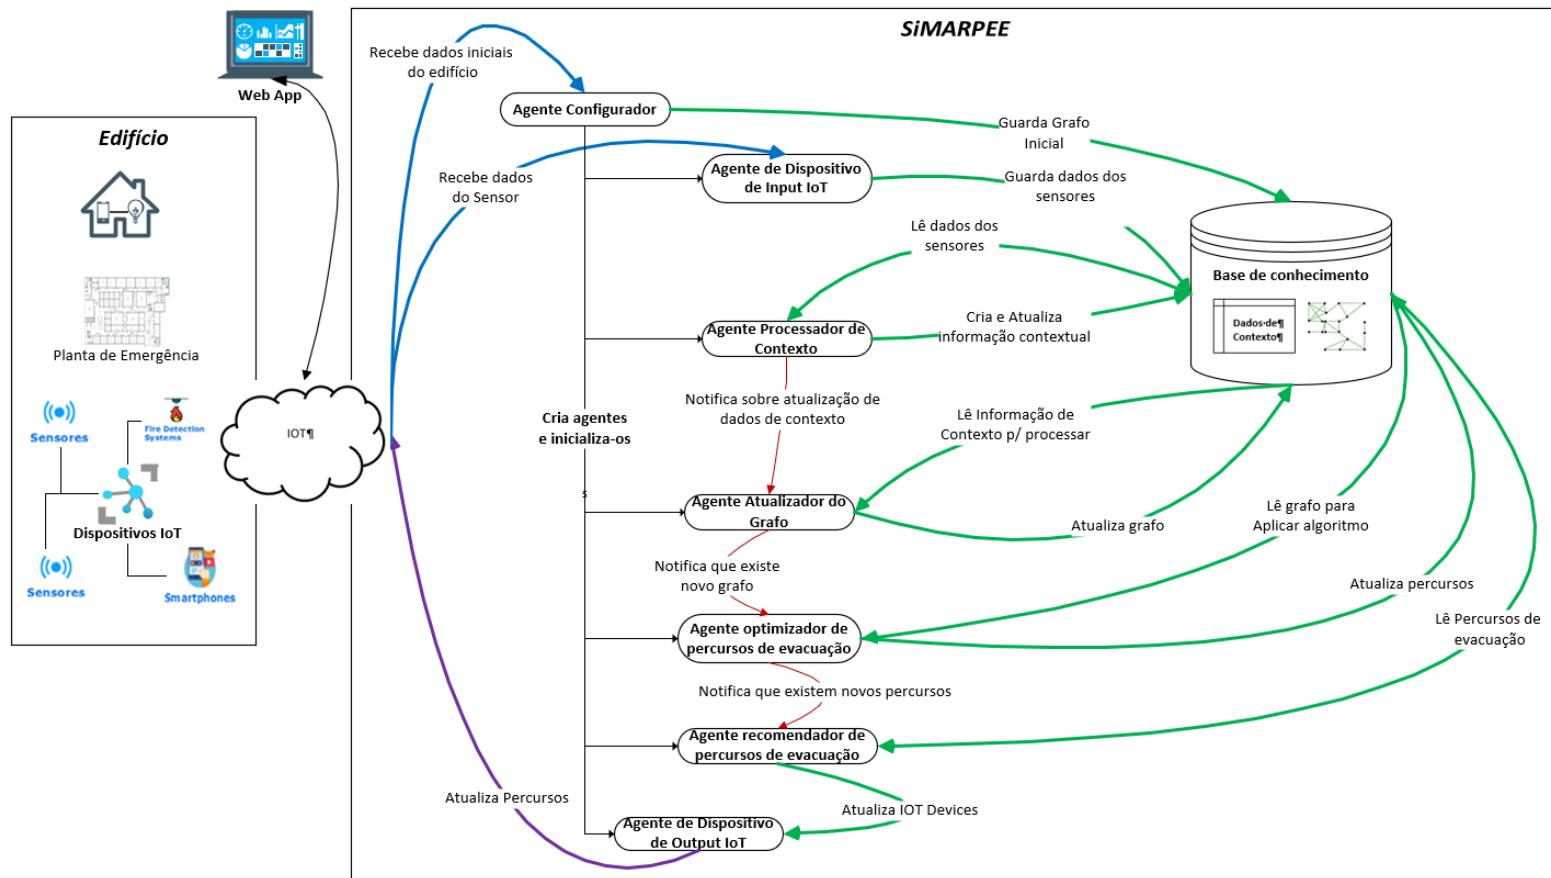 SiMARPEE
Recebe dados iniciais
do edifício
Web App
Agente Configurador
Guarda Grafo
Inicial
Edifício
Recebe dados
do Sensor
Agente de Dispositivo
de Input IoT
Guarda dados dos
sensores
Lê dados dos
sensores
Base de conhecimento
Dados·de¶
Contexto¶
Planta de Emergência
Agente Processador de
Contexto
Cria e Atualiza
informação contextual
Notifica sobre atualização de
dados de contexto
Lê Informação de
Contexto p/ processar
Cria agentes
e inicializa-os
s
IOT¶
Sensores
Fire Detection
Systems
Dispositivos IoT
Sensores
Smartphones
Agente Atualizador do
Grafo
Atualiza grafo
Lê grafo para
Aplicar algoritmo
Notifica que existe
novo grafo
Atualiza percursos
Agente optimizador de
percursos de evacuação
Lê Percursos de
evacuação
Notifica que existem novos percursos
Agente recomendador de
percursos de evacuação
Atualiza Percursos
Atualiza IOT Devices
Agente de Dispositivo
de Output IoT